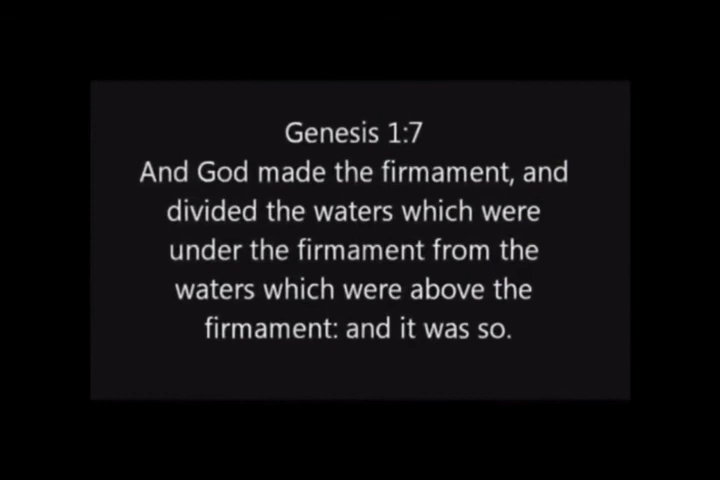 Genesis 1:7
And God made the firmament, and
divided the waters which were
under the firmament from the
waters which were above the
firmament: and it was so.